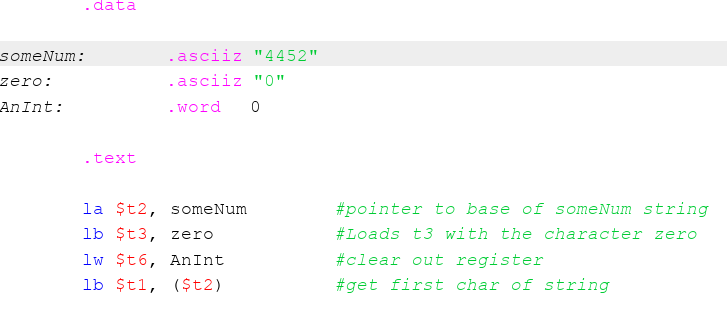 .data
someNum: .asciiz "4452"
zero: .asciiz "0"
AnInt: .word 0
.text
la $t2, someNum #pointer to base of someNum string
lb $t3, zero #Loads t3 with the character zero
lw $t6, AnInt #clear out register
lb $t1, ($t2) #get first char of string